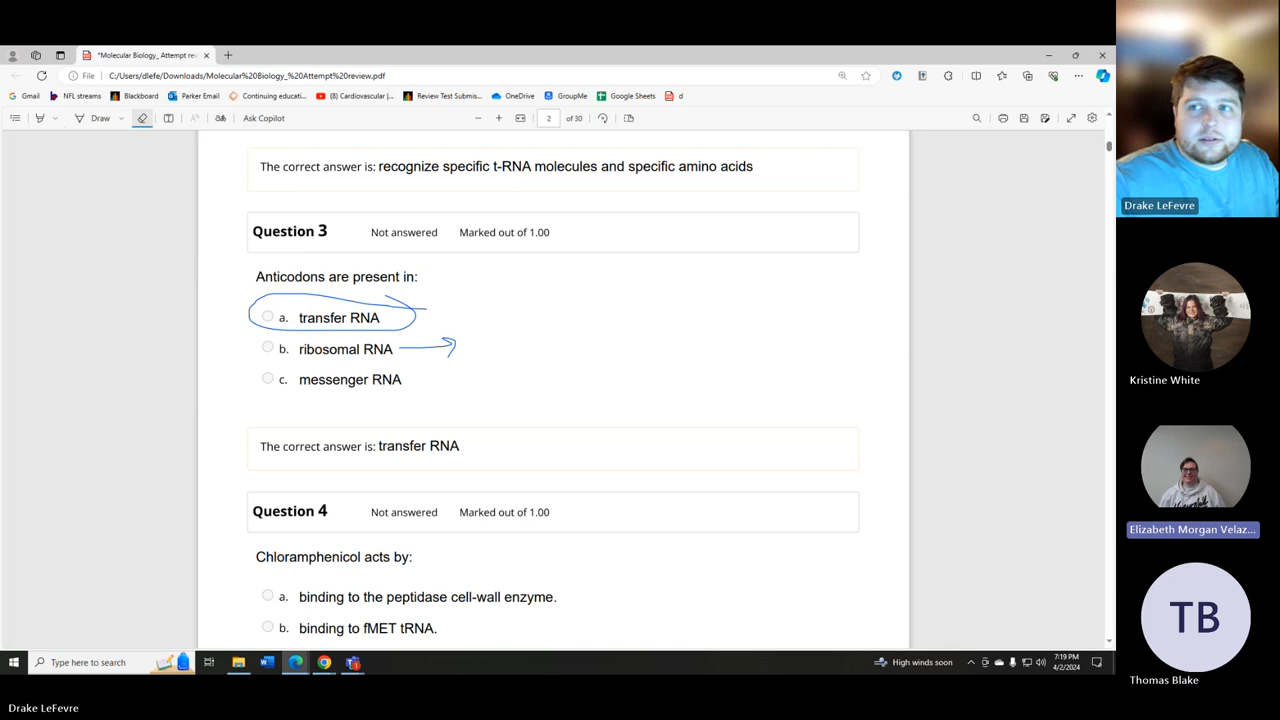 *Molecular Biology_ Attempt rev
File
C:/Users/dlefe/Downloads/Molecular%20Biology_%20Attempt%20review.pdf
Gmail
NFL streams
Blackboard
Parker Email
Continuing educati...
(8) Cardiovascular |...
Review Test Submis...
OneDrive
GroupMe
Google Sheets
d
Draw
Ask Copilot
2
of 30
The correct answer is: recognize specific t-RNA molecules and specific amino acids
Question 3 Not answered Marked out of 1.00
Anticodons are present in:
a. transfer RNA
b. ribosomal RNA
c. messenger RNA
The correct answer is: transfer RNA
Question 4 Not answered Marked out of 1.00
Chloramphenicol acts by:
a. binding to the peptidase cell-wall enzyme.
b. binding to fMET tRNA.
Drake LeFevre
Kristine White
Elizabeth Morgan Velaz...
TB
Thomas Blake
Type here to search
High winds soon
7:19 PM
4/2/2024
Drake LeFevre